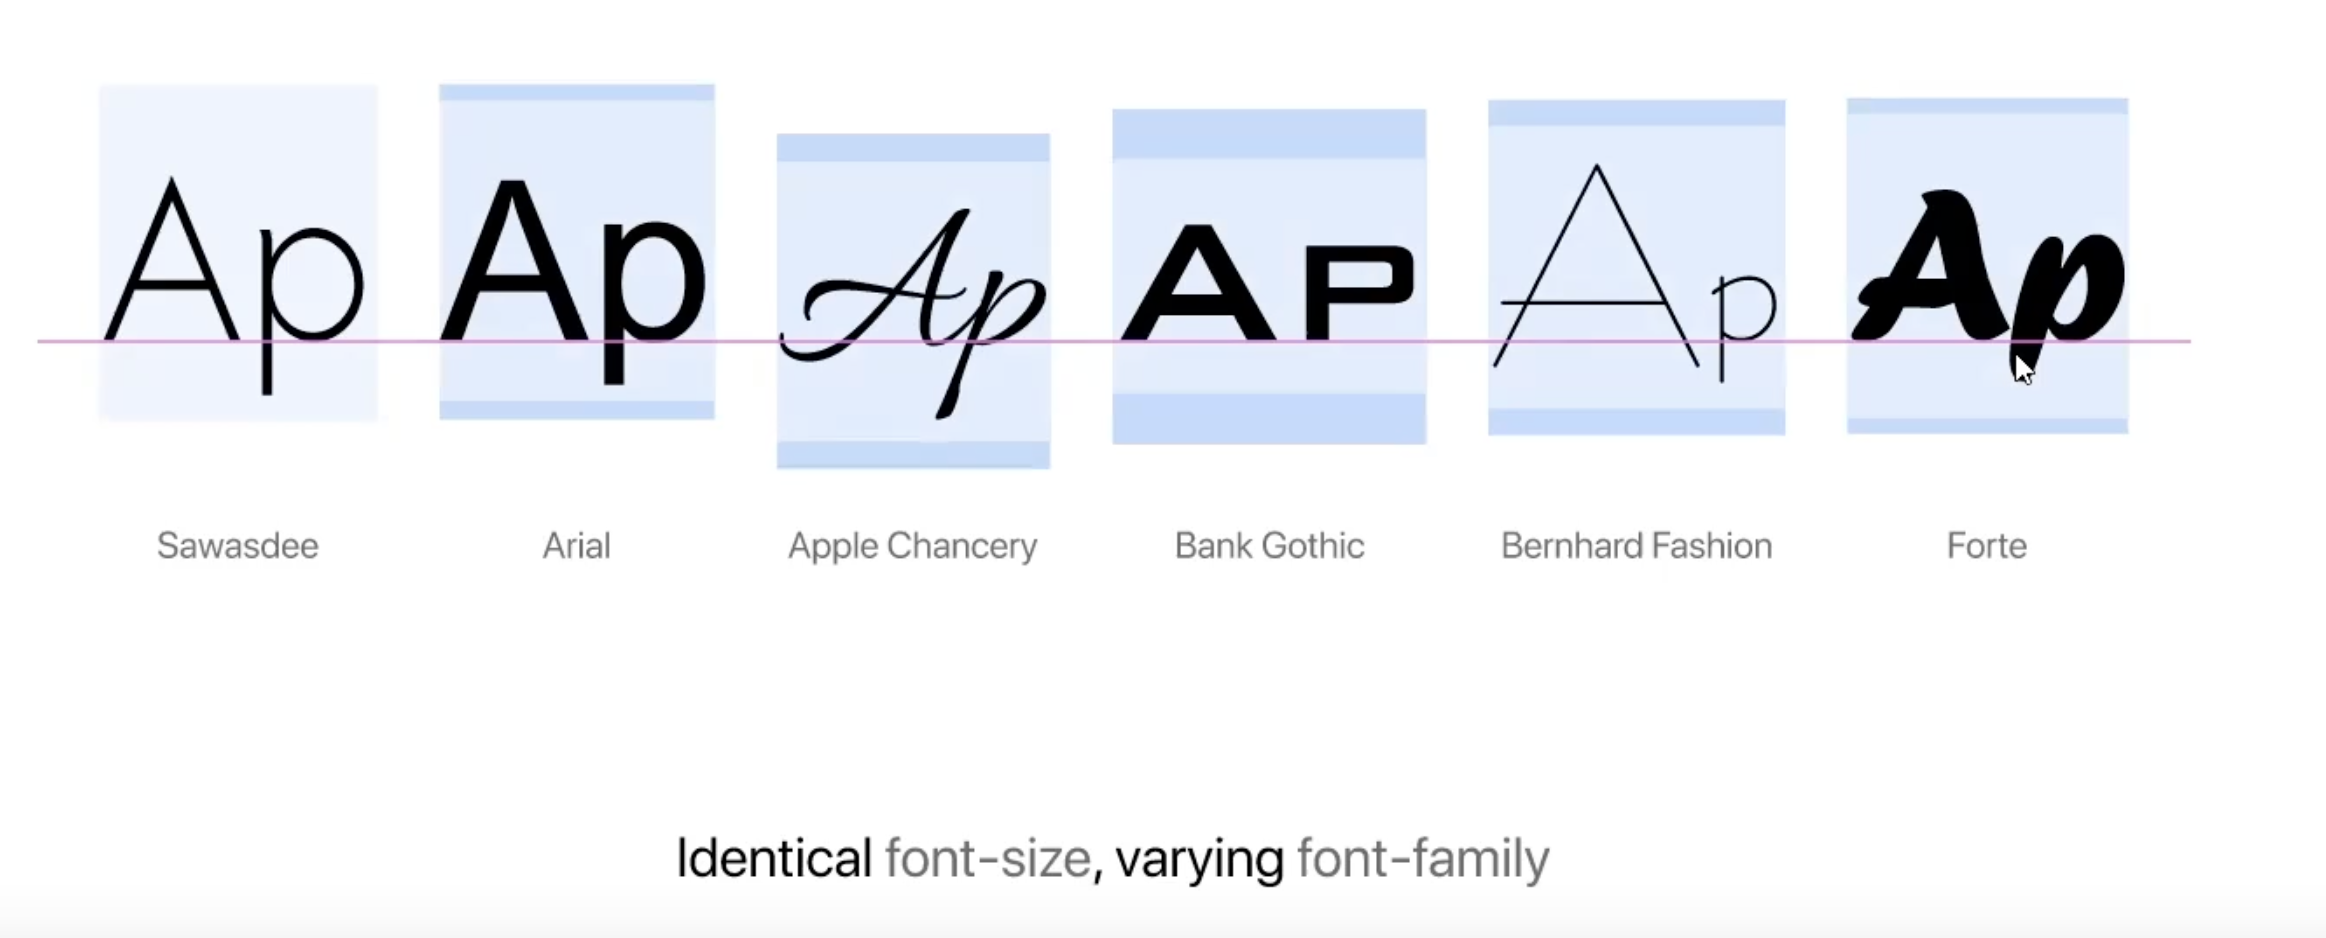 Ap Ap Ap Ap Ap Ap
Sawasdee Arial Apple Chancery Bank Gothic Bernhard Fashion Forte
Identical font-size, varying font-family